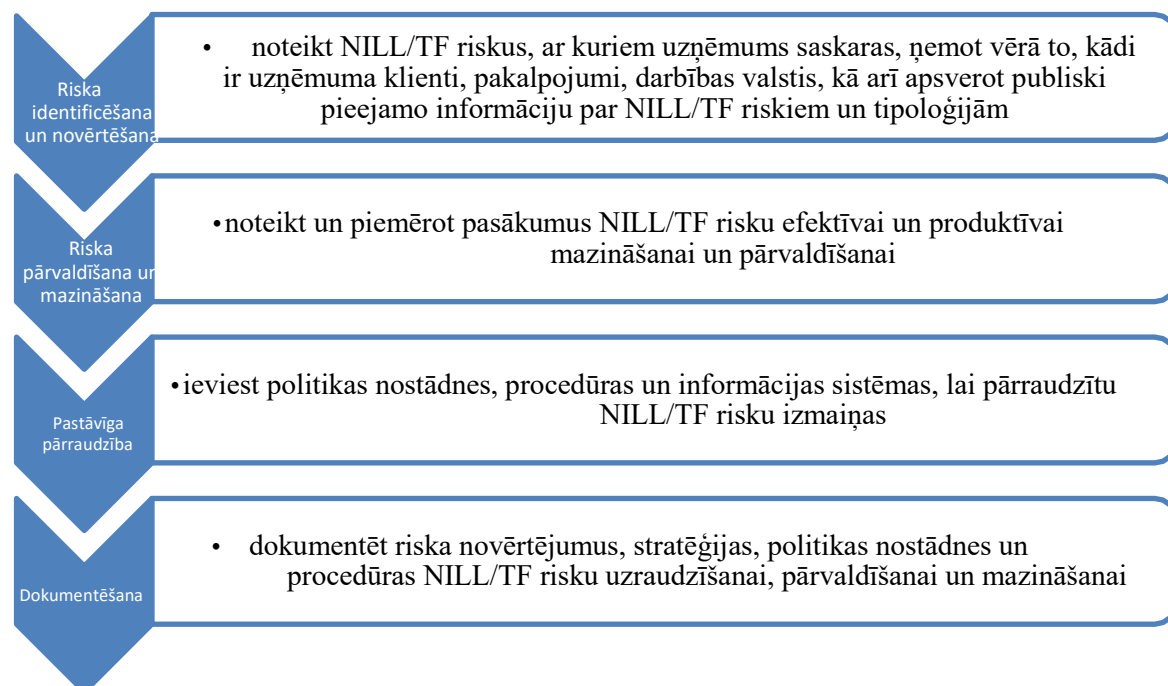 Riska
identificēšana
un novērtēšana
• noteikt NILL/TF riskus, ar kuriem uzņēmums saskaras, ņemot vērā to, kādi
ir uzņēmuma klienti, pakalpojumi, darbības valstis, kā arī apsverot publiski
pieejamo informāciju par NILL/TF riskiem un tipoloģijām
Riska
pārvaldīšana un
mazināšana
•noteikt un piemērot pasākumus NILL/TF risku efektīvai un produktīvai
mazināšanai un pārvaldīšanai
Pastāvīga
pārraudzība
•ieviest politikas nostādnes, procedūras un informācijas sistēmas, lai pārraudzītu
NILL/TF risku izmaiņas
Dokumentēšana
• dokumentēt riska novērtējumus, stratēģijas, politikas nostādnes un
procedūras NILL/TF risku uzraudzīšanai, pārvaldīšanai un mazināšanai